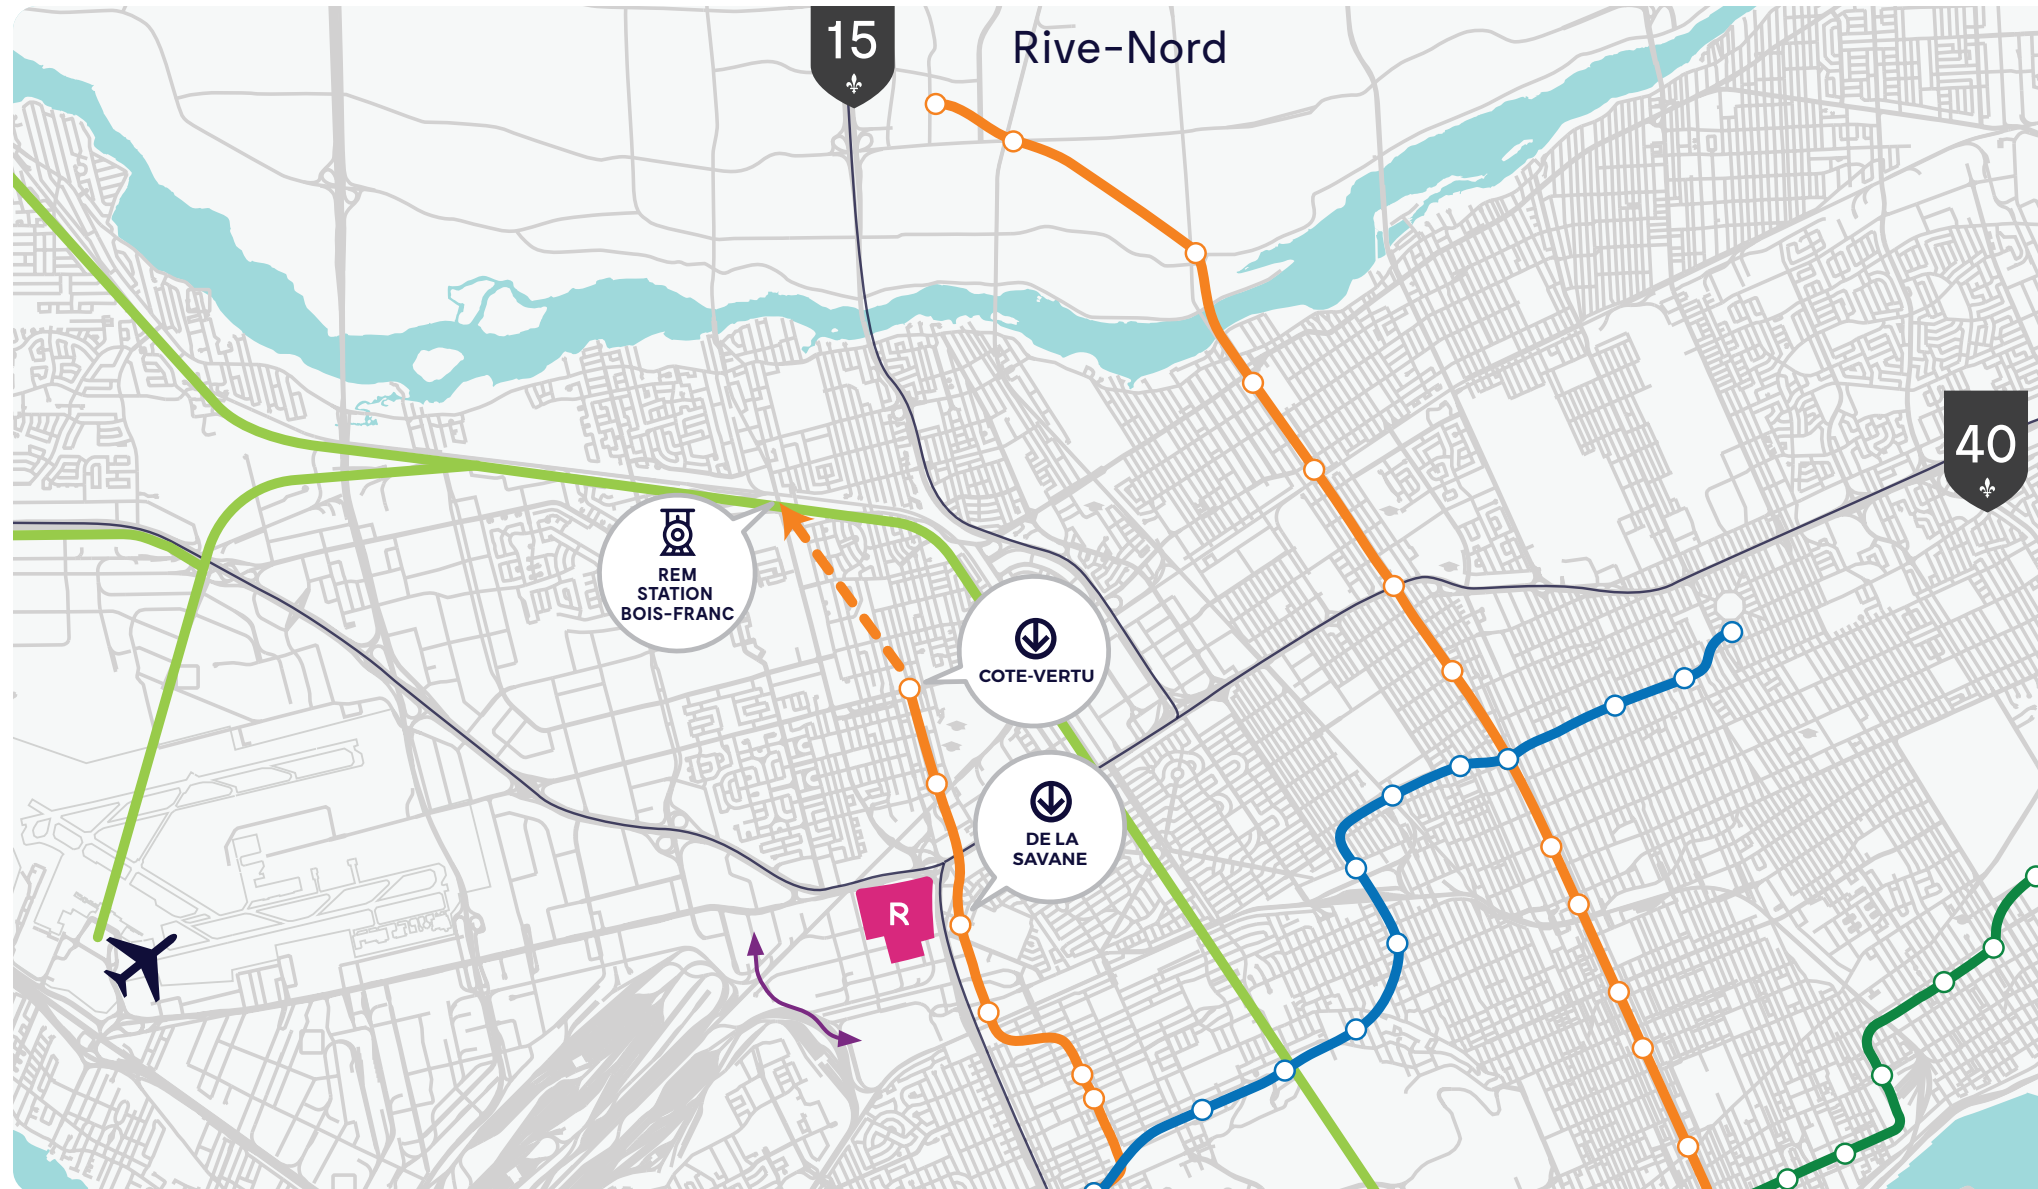 15
Rive-Nord
40
REM
STATION
BOIS-FRANC
COTE-VERTU
DE LA
SAVANE
R